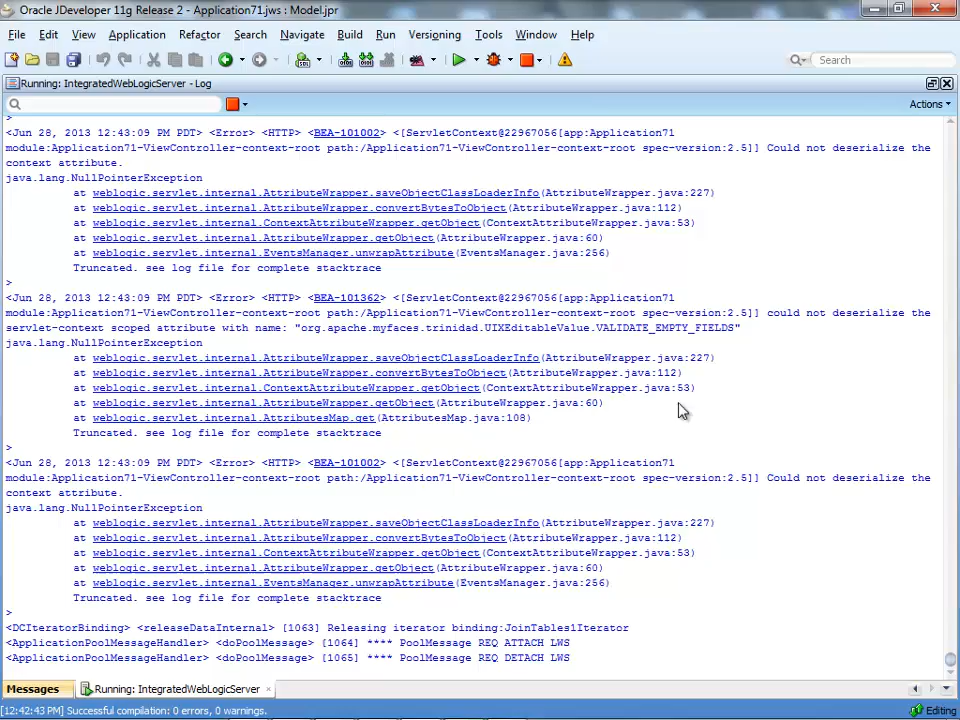 Oracle JDeveloper 11g Release 2 - Application71.jws : Model.jpr
File Edit View Application Refactor Search Navigate Build Run Versioning Tools Window Help
Search
Running: IntegratedWebLogicServer - Log
Actions
>
<Jun 28, 2013 12:43:09 PM PDT> <Error> <HTTP> <BEA-101002> <[ServletContext@22967056[app:Application71
module:Application71-ViewController-context-root path:/Application71-ViewController-context-root spec-version:2.5]] Could not deserialize the
context attribute.
java.lang.NullPointerException
at weblogic.servlet.internal.AttributeWrapper.saveObjectClassLoaderInfo(AttributeWrapper.java:227)
at weblogic.servlet.internal.AttributeWrapper.convertBytesToObject(AttributeWrapper.java:112)
at weblogic.servlet.internal.ContextAttributeWrapper.getObject(ContextAttributeWrapper.java:53)
at weblogic.servlet.internal.AttributeWrapper.getObject(AttributeWrapper.java:60)
at weblogic.servlet.internal.EventsManager.unwrapAttribute(EventsManager.java:256)
Truncated. see log file for complete stacktrace
>
<Jun 28, 2013 12:43:09 PM PDT> <Error> <HTTP> <BEA-101362> <[ServletContext@22967056[app:Application71
module:Application71-ViewController-context-root path:/Application71-ViewController-context-root spec-version:2.5]] could not deserialize the
servlet-context scoped attribute with name: "org.apache.myfaces.trinidad.UIXEditableValue.VALIDATE_EMPTY_FIELDS"
java.lang.NullPointerException
at weblogic.servlet.internal.AttributeWrapper.saveObjectClassLoaderInfo(AttributeWrapper.java:227)
at weblogic.servlet.internal.AttributeWrapper.convertBytesToObject(AttributeWrapper.java:112)
at weblogic.servlet.internal.ContextAttributeWrapper.getObject(ContextAttributeWrapper.java:53)
at weblogic.servlet.internal.AttributeWrapper.getObject(AttributeWrapper.java:60)
at weblogic.servlet.internal.AttributesMap.get(AttributesMap.java:108)
Truncated. see log file for complete stacktrace
>
<Jun 28, 2013 12:43:09 PM PDT> <Error> <HTTP> <BEA-101002> <[ServletContext@22967056[app:Application71
module:Application71-ViewController-context-root path:/Application71-ViewController-context-root spec-version:2.5]] Could not deserialize the
context attribute.
java.lang.NullPointerException
at weblogic.servlet.internal.AttributeWrapper.saveObjectClassLoaderInfo(AttributeWrapper.java:227)
at weblogic.servlet.internal.AttributeWrapper.convertBytesToObject(AttributeWrapper.java:112)
at weblogic.servlet.internal.ContextAttributeWrapper.getObject(ContextAttributeWrapper.java:53)
at weblogic.servlet.internal.AttributeWrapper.getObject(AttributeWrapper.java:60)
at weblogic.servlet.internal.EventsManager.unwrapAttribute(EventsManager.java:256)
Truncated. see log file for complete stacktrace
>
<DCIteratorBinding> <releaseDataInternal> [1063] Releasing iterator binding:JoinTables1Iterator
<ApplicationPoolMessageHandler> <doPoolMessage> [1064] **** PoolMessage REQ ATTACH LWS
<ApplicationPoolMessageHandler> <doPoolMessage> [1065] **** PoolMessage REQ DETACH LWS
Messages Running: IntegratedWebLogicServer ×
[12:42:43 PM] Successful compilation: 0 errors, 0 warnings. Editing